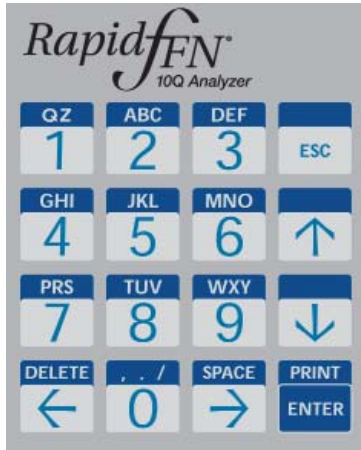 Rapid fFN®
10Q Analyzer
QZ ABC DEF
1 2 3 ESC
GHI JKL MNO
4 5 6 ↑
PRS TUV WXY
7 8 9 ↓
DELETE , . / SPACE PRINT
← 0 → ENTER